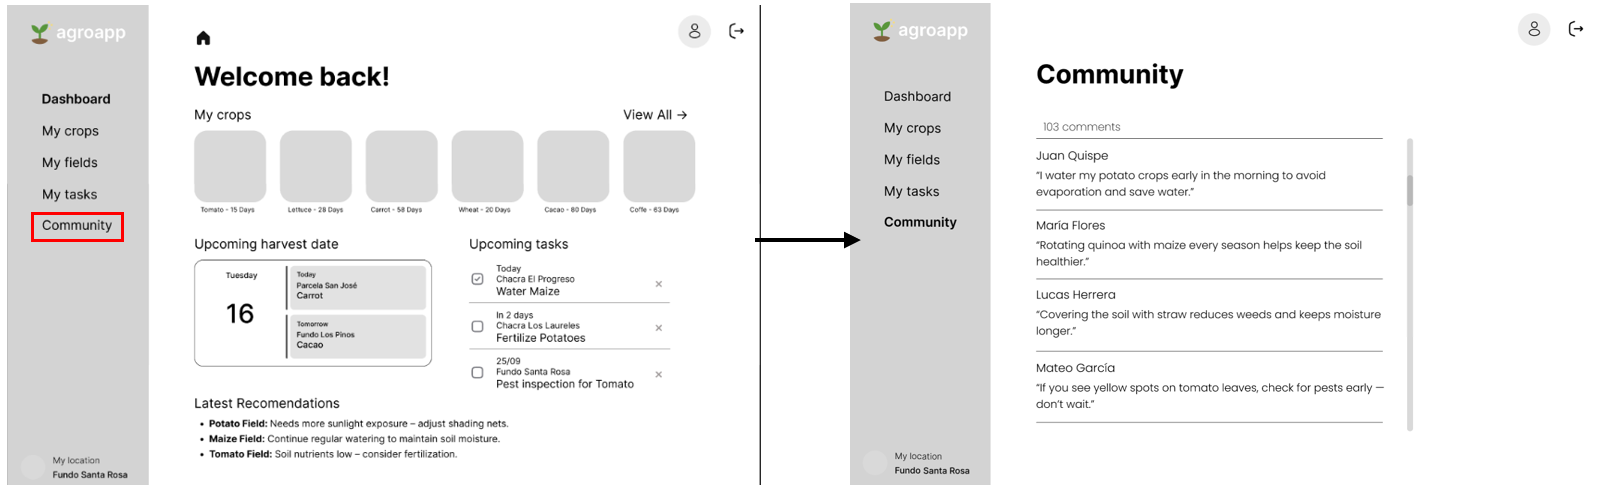 agroapp
Dashboard
My crops
My fields
My tasks
Community
My location
Fundo Santa Rosa
Welcome back!
My crops
View All →
Tomato - 15 Days
Lettuce - 28 Days
Carrot - 58 Days
Wheat - 20 Days
Cacao - 80 Days
Coffe - 63 Days
Upcoming harvest date
Tuesday
16
Today
Parcela San José
Carrot
Tomorrow
Fundo Los Pinos
Cacao
Upcoming tasks
Today
Chacra El Progreso
Water Maize
In 2 days
Chacra Los Laureles
Fertilize Potatoes
25/09
Fundo Santa Rosa
Pest inspection for Tomato
Latest Recomendations
• Potato Field: Needs more sunlight exposure – adjust shading nets.
• Maize Field: Continue regular watering to maintain soil moisture.
• Tomato Field: Soil nutrients low – consider fertilization.
agroapp
Dashboard
My crops
My fields
My tasks
Community
My location
Fundo Santa Rosa
Community
103 comments
Juan Quispe
“I water my potato crops early in the morning to avoid
evaporation and save water.”
María Flores
“Rotating quinoa with maize every season helps keep the soil
healthier.”
Lucas Herrera
“Covering the soil with straw reduces weeds and keeps moisture
longer.”
Mateo García
“If you see yellow spots on tomato leaves, check for pests early —
don’t wait.”